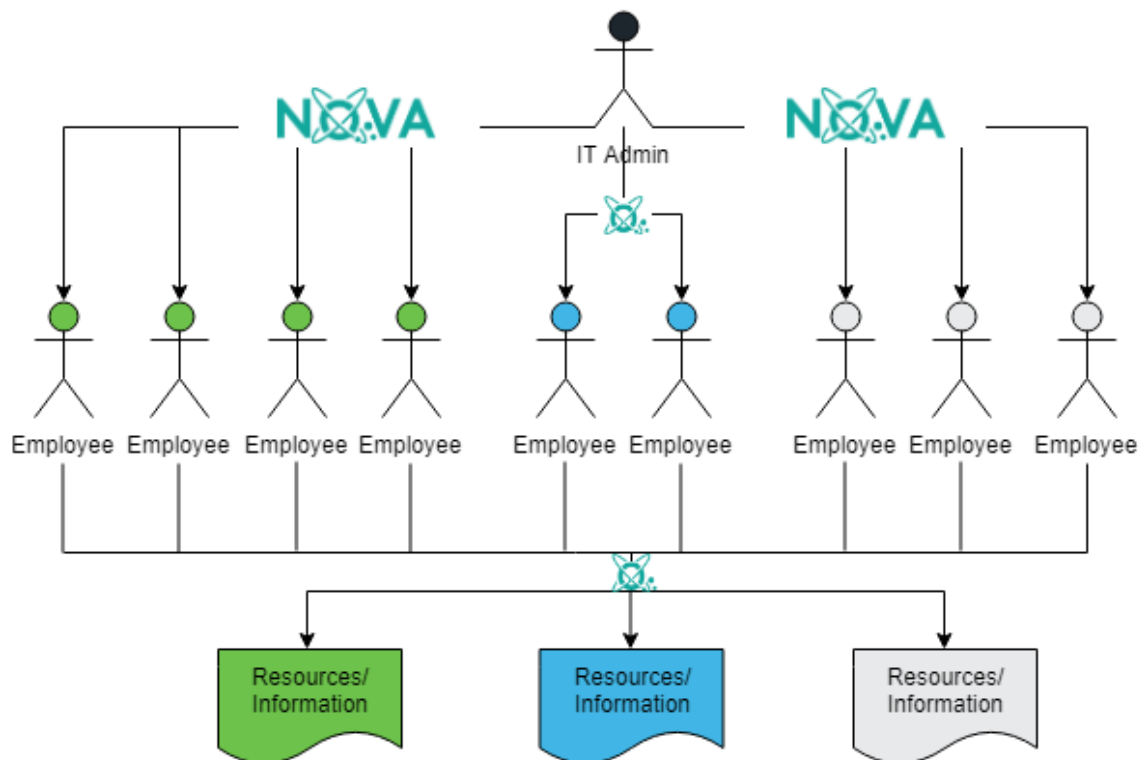 NOVA
NOVA
IT Admin
Employee
Employee
Employee
Employee
Employee
Employee
Employee
Employee
Employee
Resources/
Information
Resources/
Information
Resources/
Information